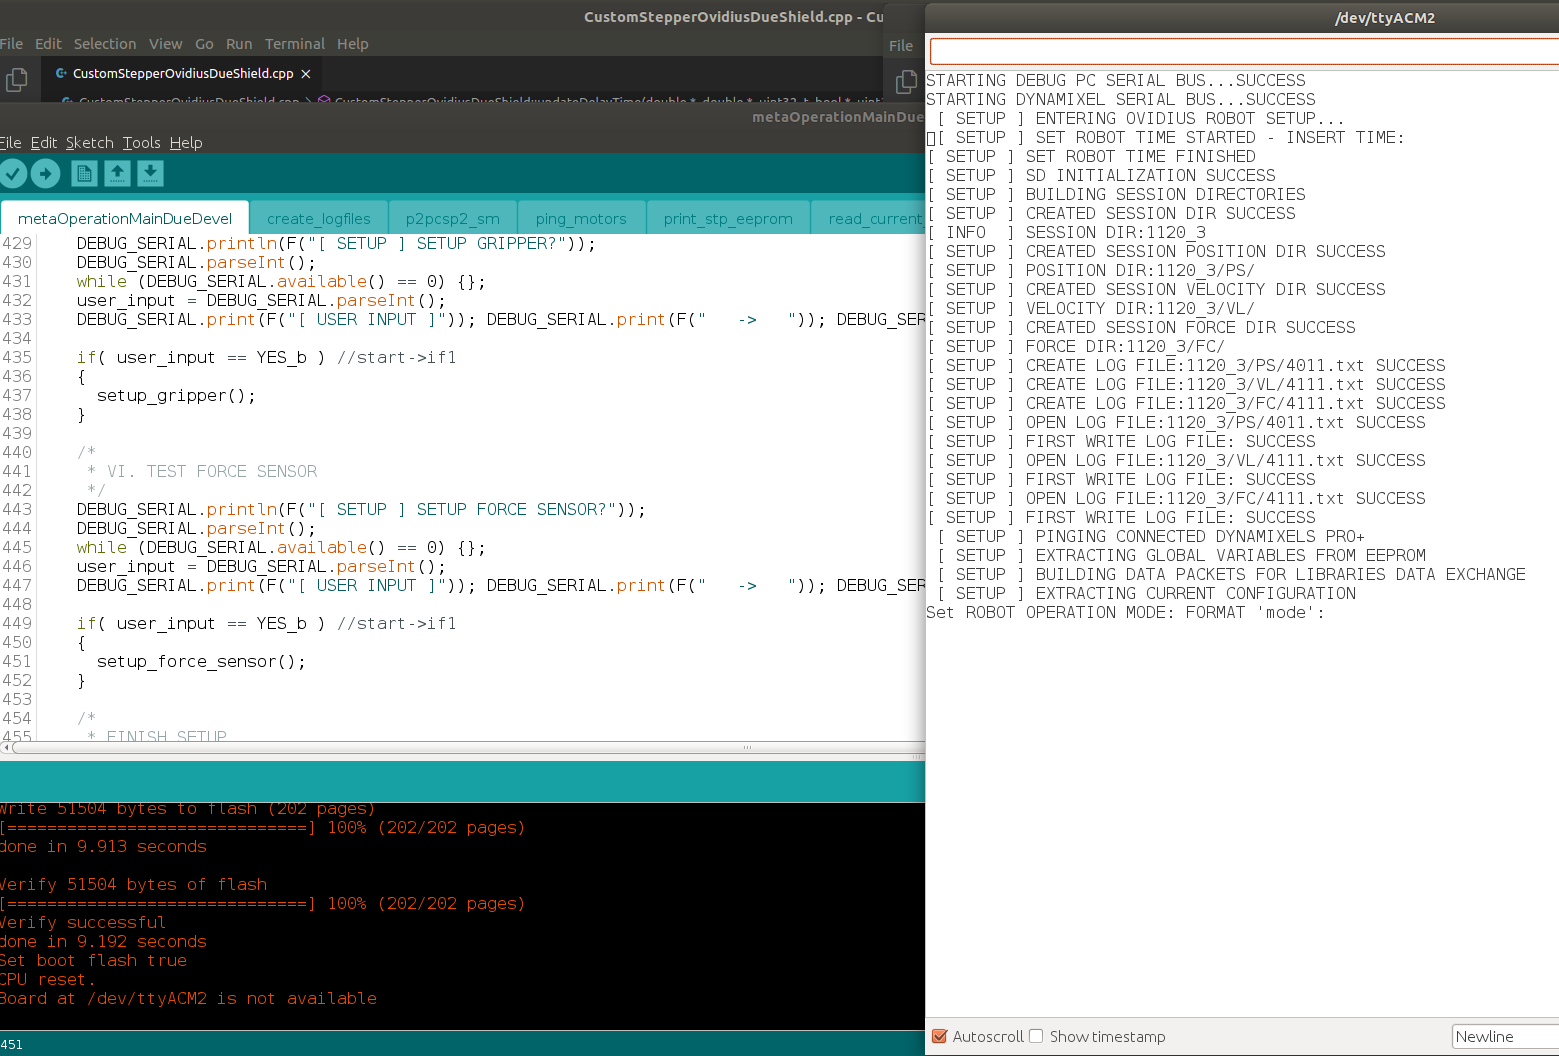 CustomStepperOvidiusDueShield.cpp - Cu
File Edit Selection View Go Run Terminal Help
CustomStepperOvidiusDueShield.cpp ×
File
metaOperationMainDue
File Edit Sketch Tools Help
metaOperationMainDueDevel create_logfiles p2pcsp2_sm ping_motors print_stp_eeprom read_current
429 DEBUG_SERIAL.println(F("[ SETUP ] SETUP GRIPPER?"));
430 DEBUG_SERIAL.parseInt();
431 while (DEBUG_SERIAL.available() == 0) {};
432 user_input = DEBUG_SERIAL.parseInt();
433 DEBUG_SERIAL.print(F("[ USER INPUT ]")); DEBUG_SERIAL.print(F("   ->   ")); DEBUG_SER
434
435 if( user_input == YES_b ) //start->if1
436 {
437 setup_gripper();
438 }
439
440 /*
441 * VI. TEST FORCE SENSOR
442 */
443 DEBUG_SERIAL.println(F("[ SETUP ] SETUP FORCE SENSOR?"));
444 DEBUG_SERIAL.parseInt();
445 while (DEBUG_SERIAL.available() == 0) {};
446 user_input = DEBUG_SERIAL.parseInt();
447 DEBUG_SERIAL.print(F("[ USER INPUT ]")); DEBUG_SERIAL.print(F("   ->   ")); DEBUG_SER
448
449 if( user_input == YES_b ) //start->if1
450 {
451 setup_force_sensor();
452 }
453
454 /*
455 * FINISH SETUP
Write 51504 bytes to flash (202 pages)
[==============================] 100% (202/202 pages)
done in 9.913 seconds
Verify 51504 bytes of flash
[==============================] 100% (202/202 pages)
Verify successful
done in 9.192 seconds
Set boot flash true
CPU reset.
Board at /dev/ttyACM2 is not available
451
/dev/ttyACM2
STARTING DEBUG PC SERIAL BUS...SUCCESS
STARTING DYNAMIXEL SERIAL BUS...SUCCESS
[ SETUP ] ENTERING OVIDIUS ROBOT SETUP...
[ SETUP ] SET ROBOT TIME STARTED - INSERT TIME:
[ SETUP ] SET ROBOT TIME FINISHED
[ SETUP ] SD INITIALIZATION SUCCESS
[ SETUP ] BUILDING SESSION DIRECTORIES
[ SETUP ] CREATED SESSION DIR SUCCESS
[ INFO  ] SESSION DIR:1120_3
[ SETUP ] CREATED SESSION POSITION DIR SUCCESS
[ SETUP ] POSITION DIR:1120_3/PS/
[ SETUP ] CREATED SESSION VELOCITY DIR SUCCESS
[ SETUP ] VELOCITY DIR:1120_3/VL/
[ SETUP ] CREATED SESSION FORCE DIR SUCCESS
[ SETUP ] FORCE DIR:1120_3/FC/
[ SETUP ] CREATE LOG FILE:1120_3/PS/4011.txt SUCCESS
[ SETUP ] CREATE LOG FILE:1120_3/VL/4111.txt SUCCESS
[ SETUP ] CREATE LOG FILE:1120_3/FC/4111.txt SUCCESS
[ SETUP ] OPEN LOG FILE:1120_3/PS/4011.txt SUCCESS
[ SETUP ] FIRST WRITE LOG FILE: SUCCESS
[ SETUP ] OPEN LOG FILE:1120_3/VL/4111.txt SUCCESS
[ SETUP ] FIRST WRITE LOG FILE: SUCCESS
[ SETUP ] OPEN LOG FILE:1120_3/FC/4111.txt SUCCESS
[ SETUP ] FIRST WRITE LOG FILE: SUCCESS
[ SETUP ] PINGING CONNECTED DYNAMIXELS PRO+
[ SETUP ] EXTRACTING GLOBAL VARIABLES FROM EEPROM
[ SETUP ] BUILDING DATA PACKETS FOR LIBRARIES DATA EXCHANGE
[ SETUP ] EXTRACTING CURRENT CONFIGURATION
Set ROBOT OPERATION MODE: FORMAT 'mode':
Autoscroll Show timestamp Newline